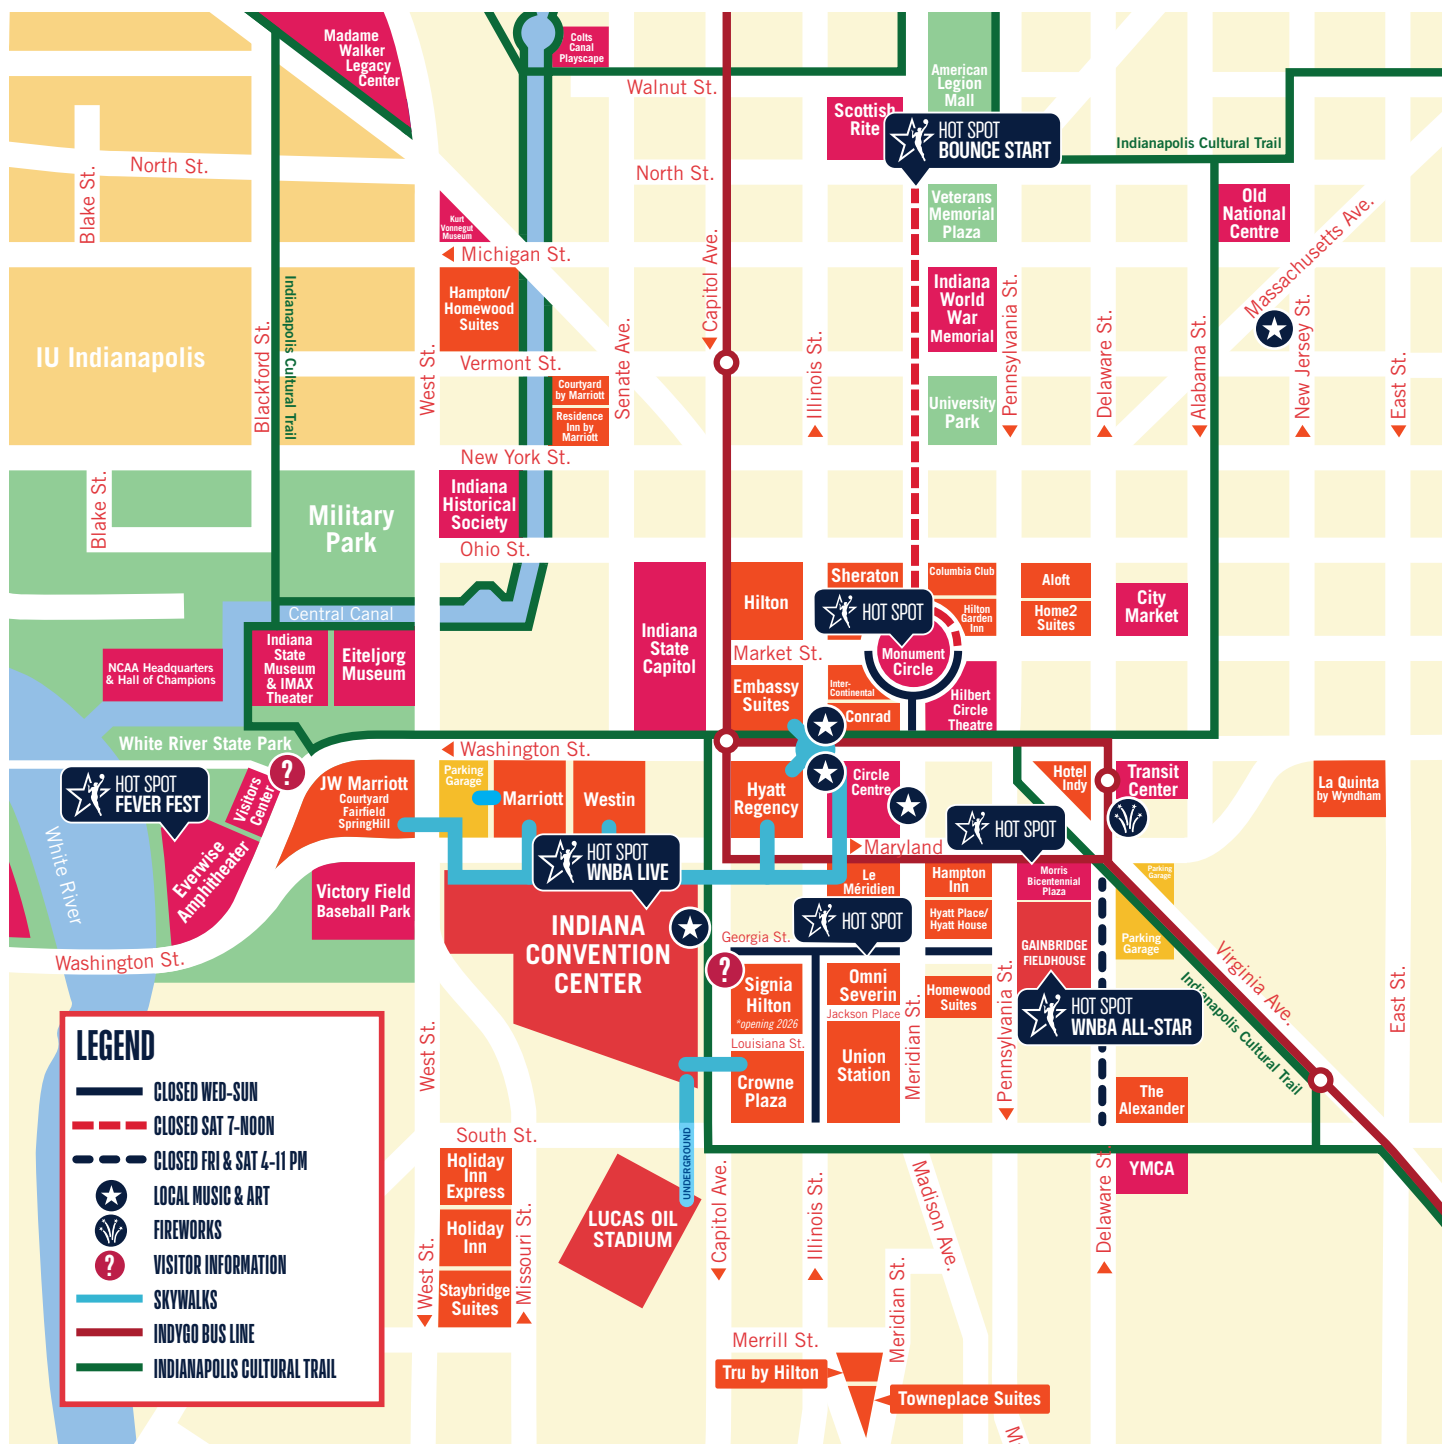 Madame
Walker
Legacy
Center
Colts
Canal
Playscape
Walnut St.
American
Legion
Mall
Scottish
Rite
HOT SPOT
BOUNCE START
Indianapolis Cultural Trail
North St.
North St.
Blake St.
Kurt
Vonnegut
Museum
Veterans
Memorial
Plaza
Old
National
Centre
Massachusetts Ave.
Michigan St.
Capitol Ave.
Hampton/
Homewood
Suites
Indiana
World
War
Memorial
Pennsylvania St.
Delaware St.
Alabama St.
New Jersey St.
East St.
IU Indianapolis
Blackford St.
Indianapolis Cultural Trail
West St.
Vermont St.
Senate Ave.
Illinois St.
Courtyard
by Marriott
Residence
Inn by
Marriott
University
Park
New York St.
Blake St.
Military
Park
Indiana
Historical
Society
Ohio St.
Central Canal
Sheraton
Columbia Club
Aloft
Hilton
HOT SPOT
Hilton
Garden
Inn
Home2
Suites
City
Market
Indiana
State
Capitol
NCAA Headquarters
& Hall of Champions
Indiana
State
Museum
& IMAX
Theater
Eiteljorg
Museum
Market St.
Monument
Circle
Embassy
Suites
Inter-
Continental
Conrad
Hilbert
Circle
Theatre
White River State Park
Washington St.
HOT SPOT
FEVER FEST
Visitors
Center
JW Marriott
Courtyard
Fairfield
SpringHill
Parking
Garage
Marriott
Westin
Hyatt
Regency
Circle
Centre
Hotel
Indy
Transit
Center
La Quinta
by Wyndham
HOT SPOT
Maryland
White River
Everwise
Amphitheater
HOT SPOT
WNBA LIVE
Victory Field
Baseball Park
Le
Méridien
Hampton
Inn
Morris
Bicentennial
Plaza
Parking
Garage
Hyatt Place/
Hyatt House
HOT SPOT
INDIANA
CONVENTION
CENTER
Georgia St.
GAINBRIDGE
FIELDHOUSE
Parking
Garage
Virginia Ave.
Washington St.
Signia
Hilton
*opening 2026
Omni
Severin
Jackson Place
Homewood
Suites
HOT SPOT
WNBA ALL-STAR
Indianapolis Cultural Trail
East St.
Louisiana St.
Union
Station
Meridian St.
Pennsylvania St.
West St.
Crowne
Plaza
The
Alexander
LEGEND
CLOSED WED-SUN
CLOSED SAT 7-NOON
CLOSED FRI & SAT 4-11 PM
LOCAL MUSIC & ART
FIREWORKS
VISITOR INFORMATION
?
SKYWALKS
INDYGO BUS LINE
INDIANAPOLIS CULTURAL TRAIL
?
?
South St.
UNDERGROUND
Holiday
Inn
Express
Holiday
Inn
Staybridge
Suites
West St.
Missouri St.
LUCAS OIL
STADIUM
Capitol Ave.
Illinois St.
Madison Ave.
Meridian St.
Delaware St.
YMCA
Merrill St.
Tru by Hilton
Towneplace Suites